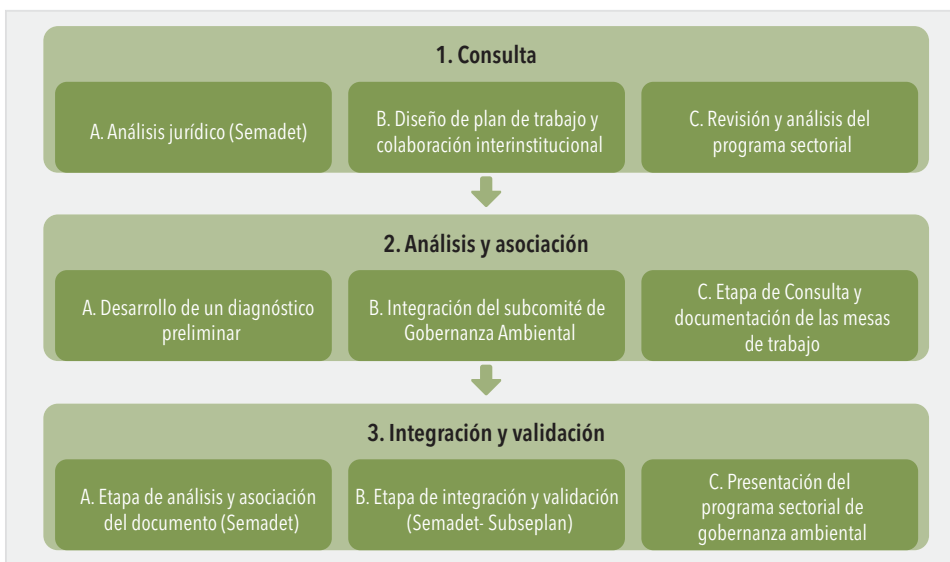 1. Consulta
A. Análisis jurídico (Semadet)
B. Diseño de plan de trabajo y
colaboración interinstitucional
C. Revisión y análisis del
programa sectorial
2. Análisis y asociación
A. Desarrollo de un diagnóstico
preliminar
B. Integración del subcomité de
Gobernanza Ambiental
C. Etapa de Consulta y
documentación de las mesas
de trabajo
3. Integración y validación
A. Etapa de análisis y asociación
del documento (Semadet)
B. Etapa de integración y validación
(Semadet- Subseplan)
C. Presentación del
programa sectorial de
gobernanza ambiental